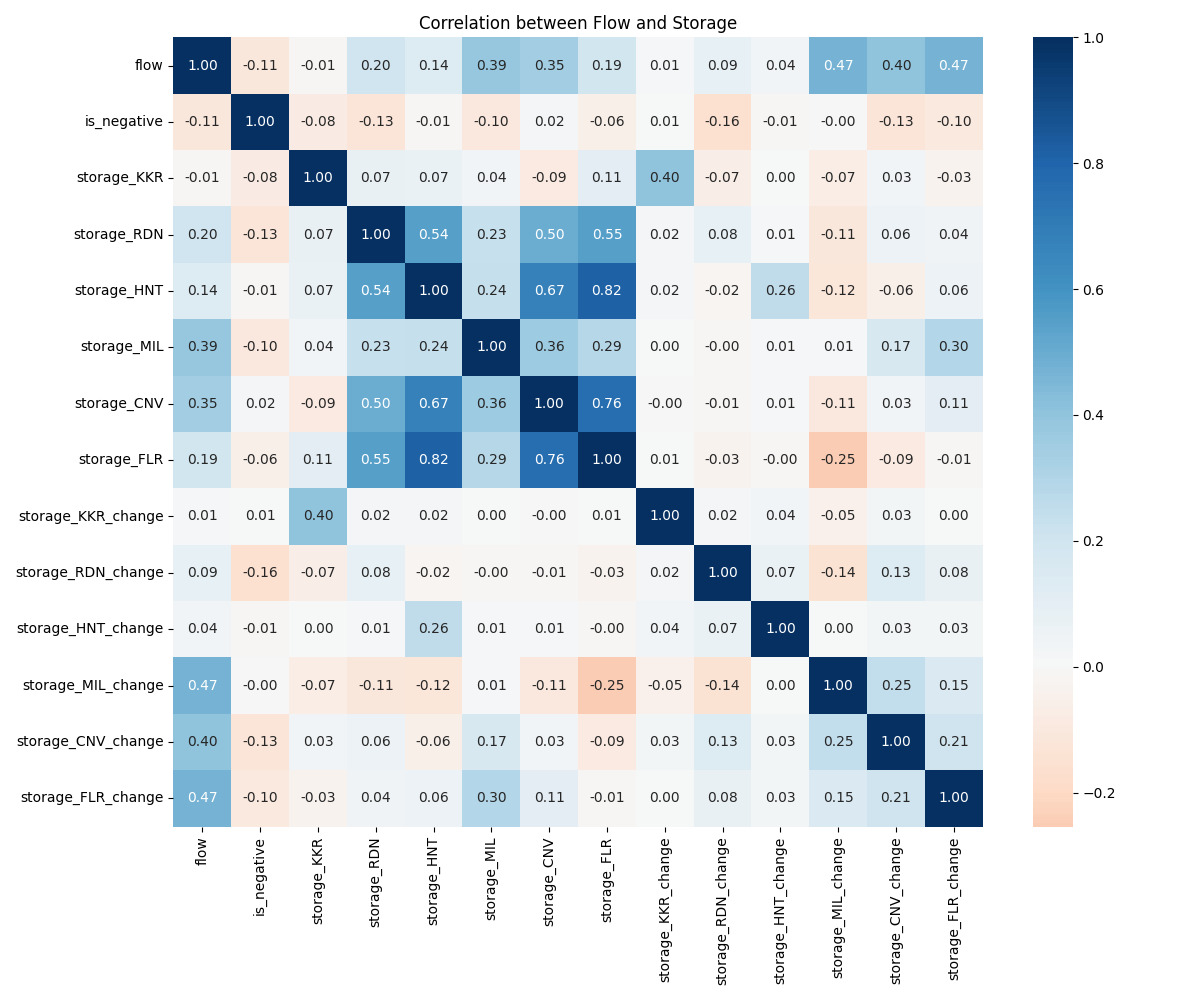 Correlation between Flow and Storage
flow 1.00 -0.11 -0.01 0.20 0.14 0.39 0.35 0.19 0.01 0.09 0.04 0.47 0.40 0.47
is_negative -0.11 1.00 -0.08 -0.13 -0.01 -0.10 0.02 -0.06 0.01 -0.16 -0.01 -0.00 -0.13 -0.10
storage_KKR -0.01 -0.08 1.00 0.07 0.07 0.04 -0.09 0.11 0.40 -0.07 0.00 -0.07 0.03 -0.03
storage_RDN 0.20 -0.13 0.07 1.00 0.54 0.23 0.50 0.55 0.02 0.08 0.01 -0.11 0.06 0.04
storage_HNT 0.14 -0.01 0.07 0.54 1.00 0.24 0.67 0.82 0.02 -0.02 0.26 -0.12 -0.06 0.06
storage_MIL 0.39 -0.10 0.04 0.23 0.24 1.00 0.36 0.29 0.00 -0.00 0.01 0.01 0.17 0.30
storage_CNV 0.35 0.02 -0.09 0.50 0.67 0.36 1.00 0.76 -0.00 -0.01 0.01 -0.11 0.03 0.11
storage_FLR 0.19 -0.06 0.11 0.55 0.82 0.29 0.76 1.00 0.01 -0.03 -0.00 -0.25 -0.09 -0.01
storage_KKR_change 0.01 0.01 0.40 0.02 0.02 0.00 -0.00 0.01 1.00 0.02 0.04 -0.05 0.03 0.00
storage_RDN_change 0.09 -0.16 -0.07 0.08 -0.02 -0.00 -0.01 -0.03 0.02 1.00 0.07 -0.14 0.13 0.08
storage_HNT_change 0.04 -0.01 0.00 0.01 0.26 0.01 0.01 -0.00 0.04 0.07 1.00 0.00 0.03 0.03
storage_MIL_change 0.47 -0.00 -0.07 -0.11 -0.12 0.01 -0.11 -0.25 -0.05 -0.14 0.00 1.00 0.25 0.15
storage_CNV_change 0.40 -0.13 0.03 0.06 -0.06 0.17 0.03 -0.09 0.03 0.13 0.03 0.25 1.00 0.21
storage_FLR_change 0.47 -0.10 -0.03 0.04 0.06 0.30 0.11 -0.01 0.00 0.08 0.03 0.15 0.21 1.00
flow
is_negative
storage_KKR
storage_RDN
storage_HNT
storage_MIL
storage_CNV
storage_FLR
storage_KKR_change
storage_RDN_change
storage_HNT_change
storage_MIL_change
storage_CNV_change
storage_FLR_change
1.0
0.8
0.6
0.4
0.2
0.0
−0.2